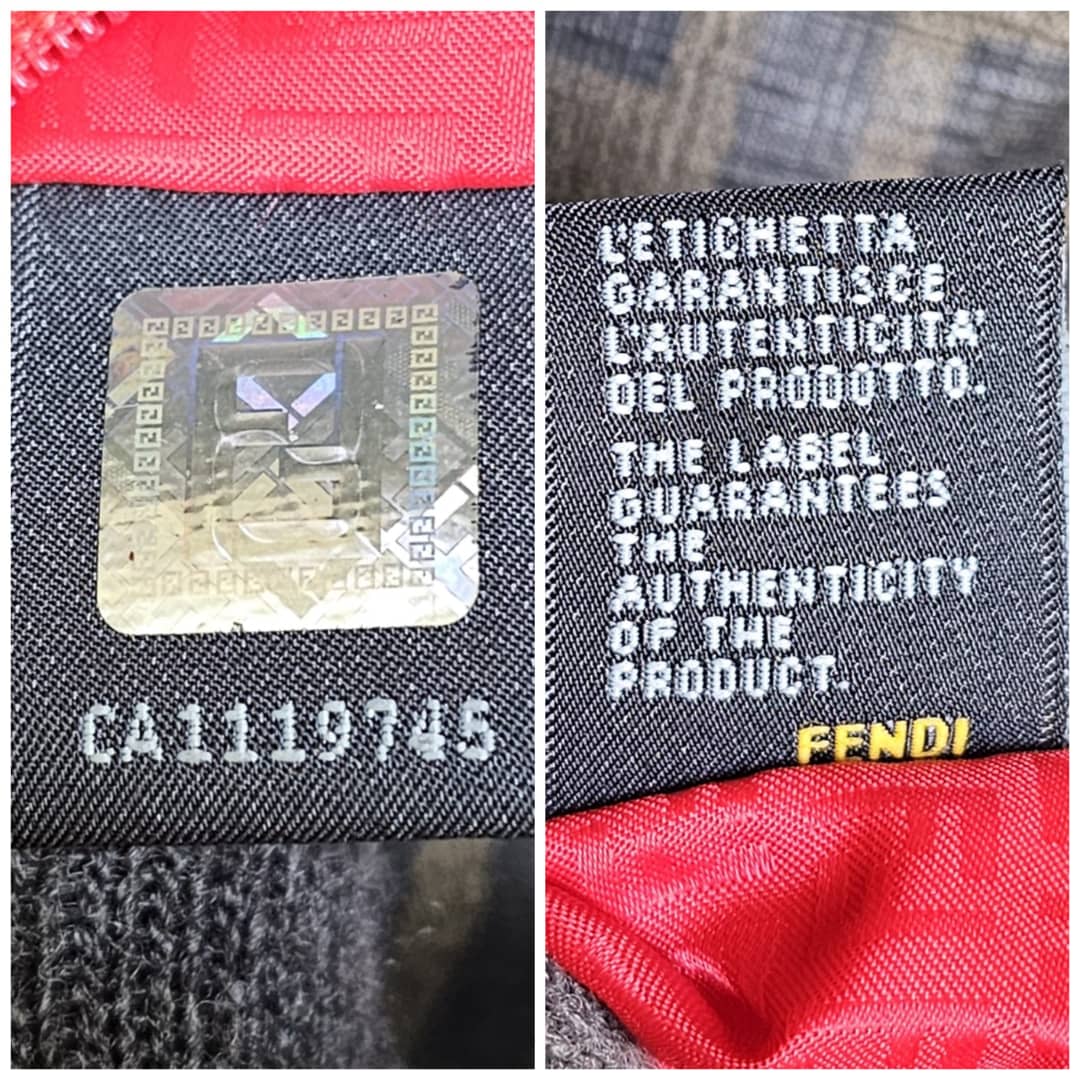 CA1119745
L'ETICHETTA
GARANTISCE
L'AUTENTICITA'
DEL PRODOTTO.
THE LABEL
GUARANTEES
THE
AUTHENTICITY
OF THE
PRODUCT.
FENDI